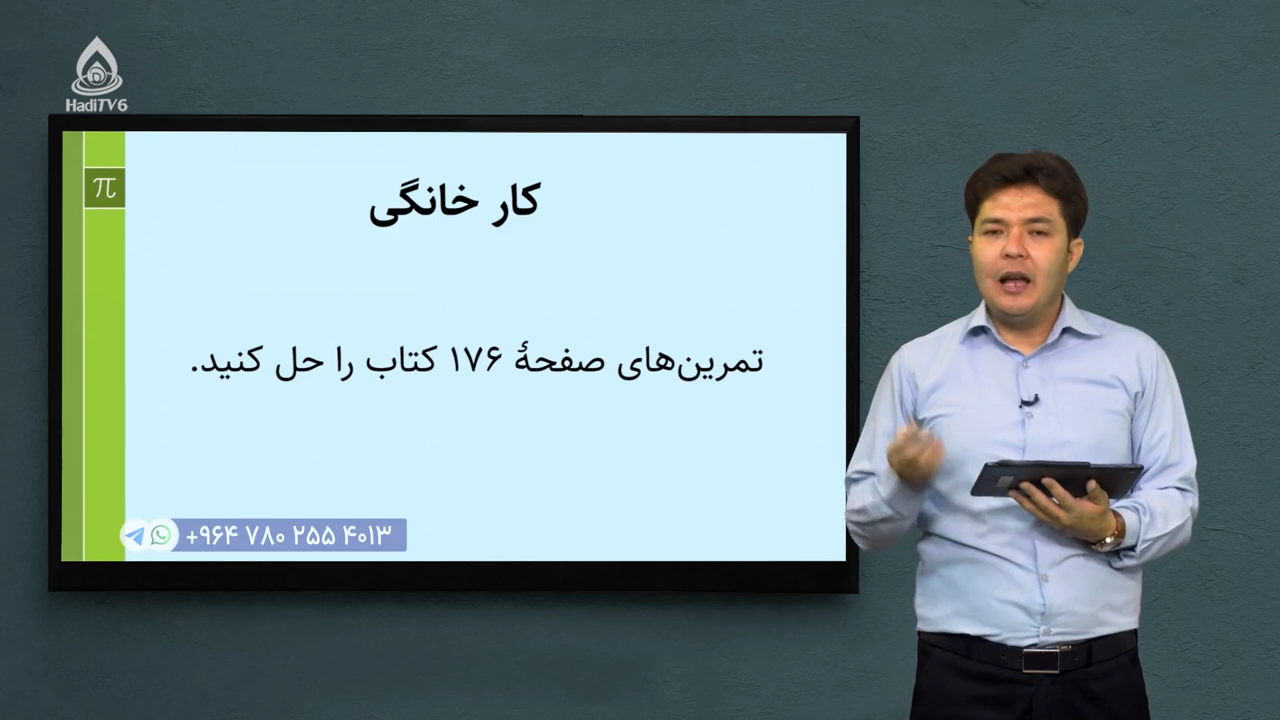 HadiTV6
π
کار خانگی
تمرین‌های صفحهٔ ۱۷۶ کتاب را حل کنید.
+۹۶۴ ۷۸۰ ۲۵۵ ۴۰۱۳